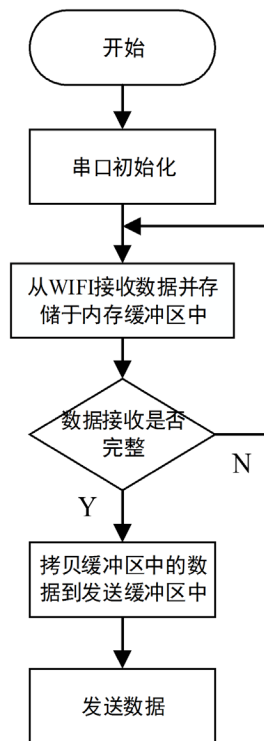 开始
串口初始化
从WIFI接收数据并存
储于内存缓冲区中
数据接收是否
完整
N
Y
拷贝缓冲区中的数
据到发送缓冲区中
发送数据